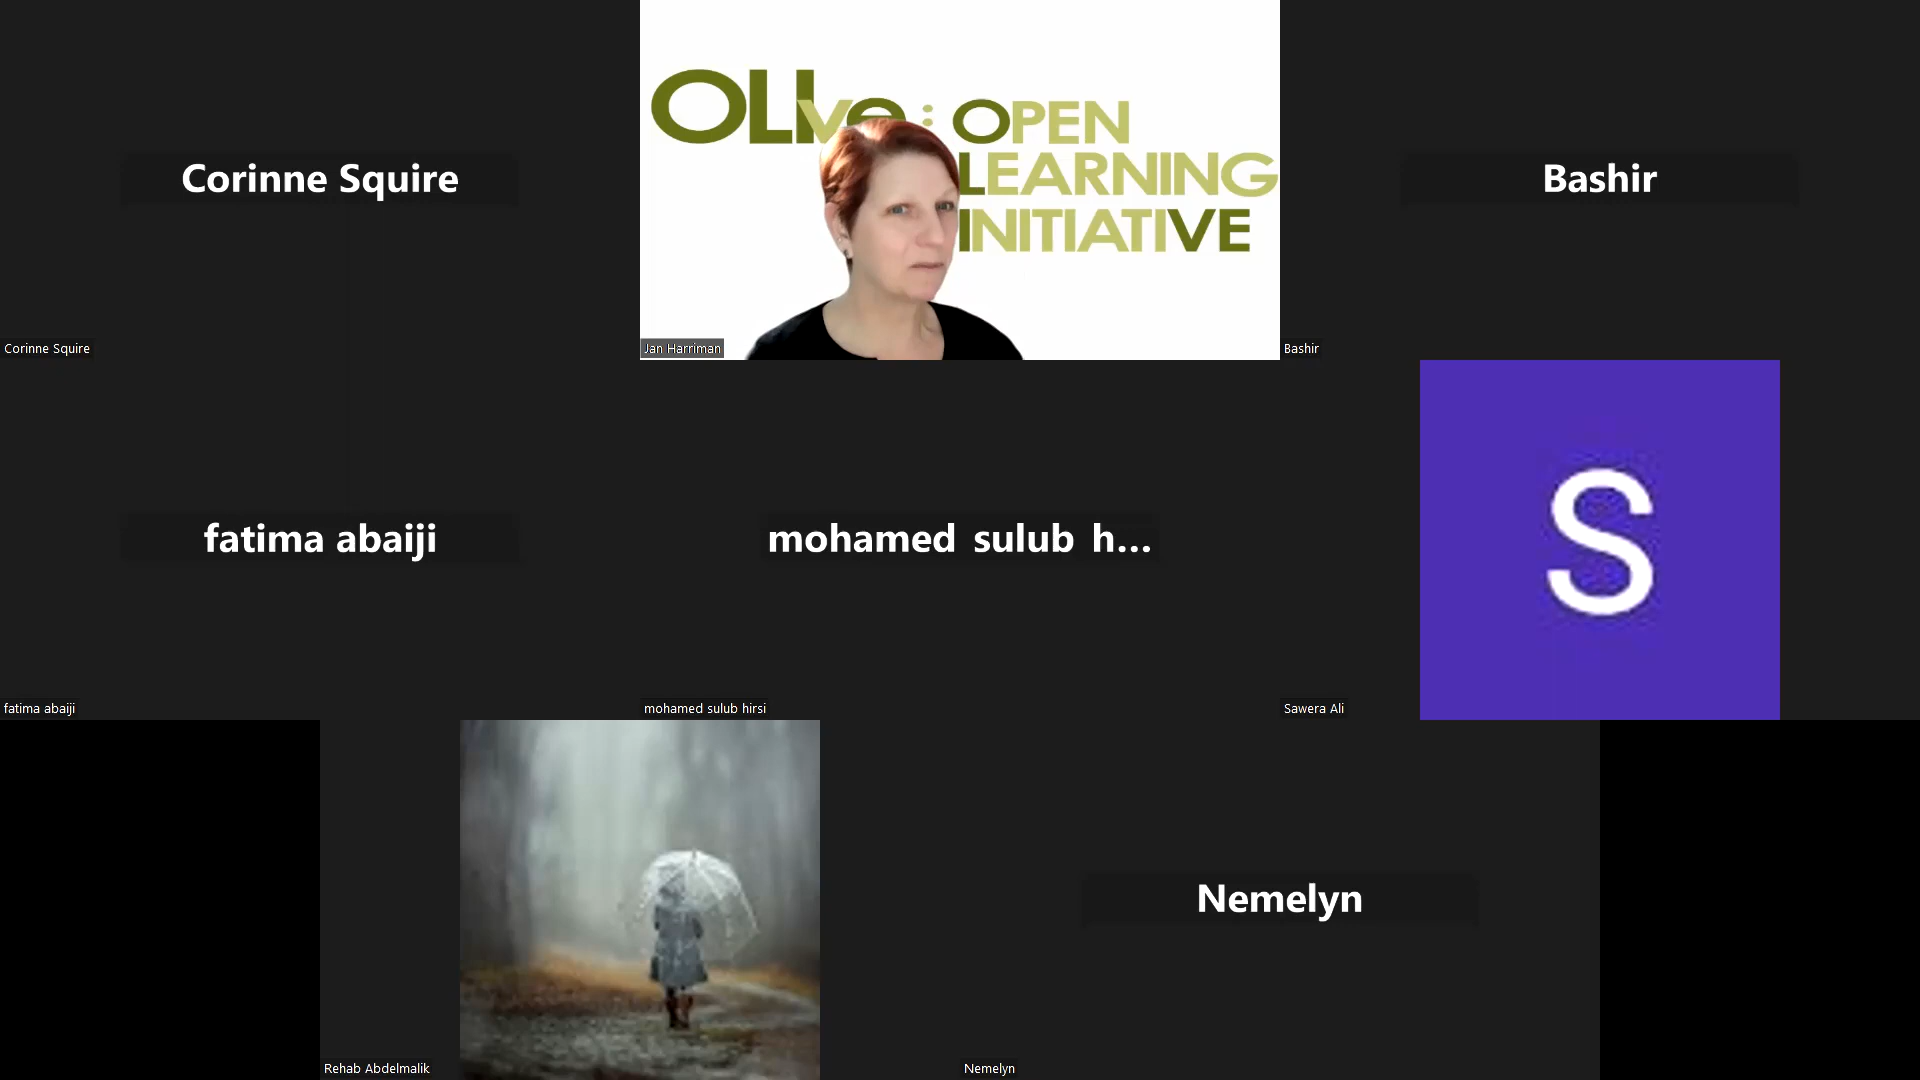 Corinne Squire
OLIve : OPEN
LEARNING
INITIATIVE
Bashir
Corinne Squire
Jan Harriman
Bashir
fatima abaiji
mohamed sulub h...
S
fatima abaiji
mohamed sulub hirsi
Sawera Ali
Nemelyn
Rehab Abdelmalik
Nemelyn